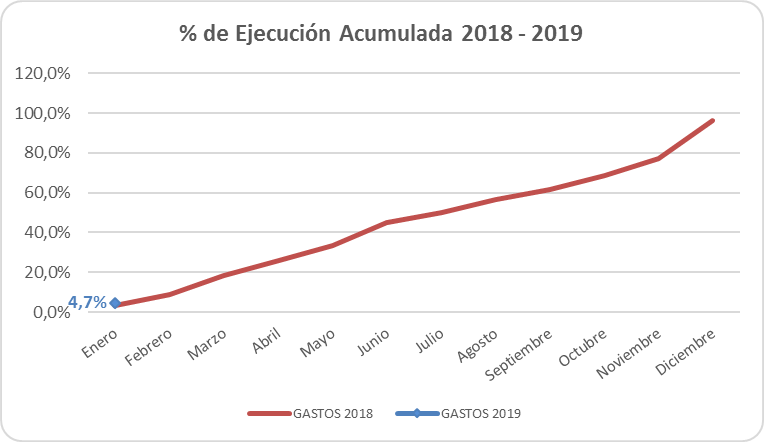 % de Ejecución Acumulada 2018 - 2019
120,0%
100,0%
80,0%
60,0%
40,0%
20,0%
0,0%
4,7%
Enero
Febrero
Marzo
Abril
Mayo
Junio
Julio
Agosto
Septiembre
Octubre
Noviembre
Diciembre
GASTOS 2018
GASTOS 2019